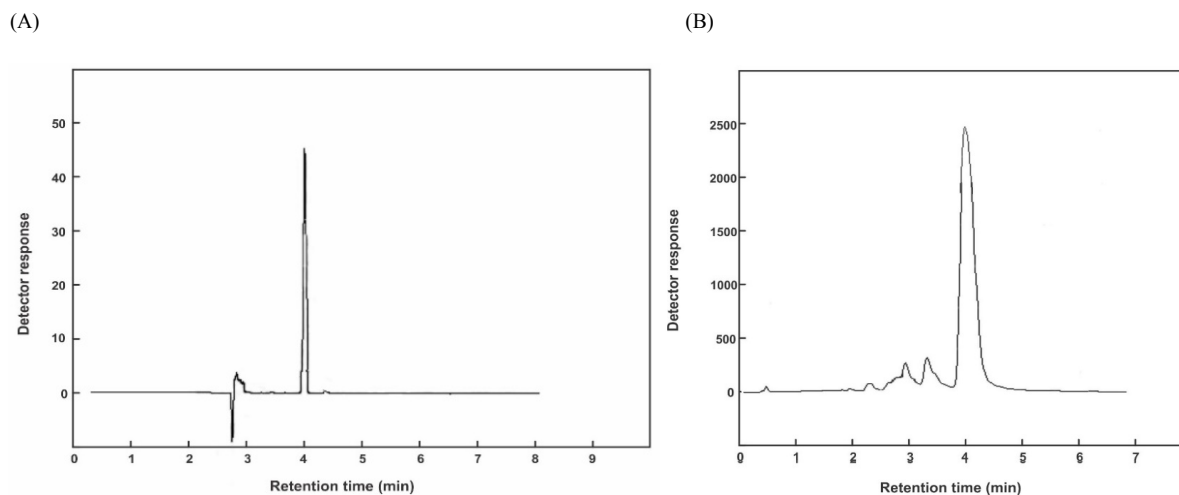 (A)
(B)
50
40
30
20
10
0
Detector response
0 1 2 3 4 5 6 7 8 9
Retention time (min)
2500
2000
1500
1000
500
0
Detector response
0 1 2 3 4 5 6 7
Retention time (min)